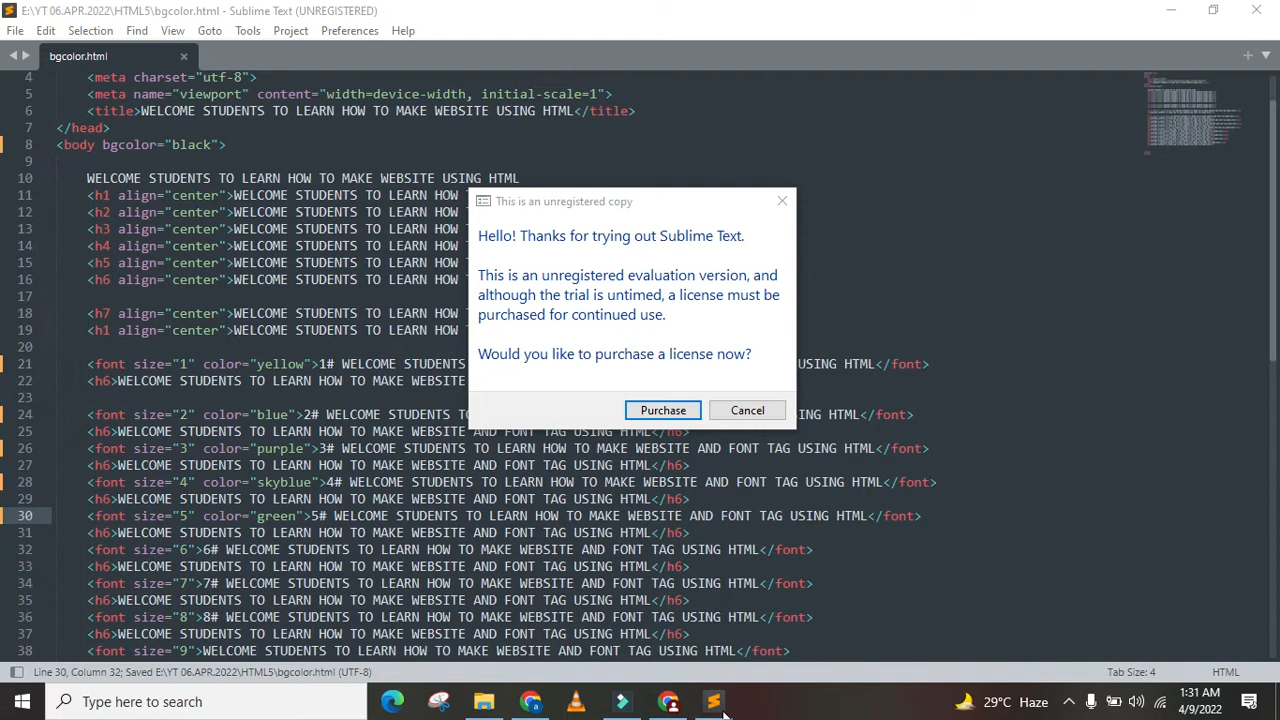 E:\YT 06.APR.2022\HTML5\bgcolor.html - Sublime Text (UNREGISTERED)
File Edit Selection Find View Goto Tools Project Preferences Help
bgcolor.html
4 <meta charset="utf-8">
5 <meta name="viewport" content="width=device-width, initial-scale=1">
6 <title>WELCOME STUDENTS TO LEARN HOW TO MAKE WEBSITE USING HTML</title>
7 </head>
8 <body bgcolor="black">
9
10 WELCOME STUDENTS TO LEARN HOW TO MAKE WEBSITE USING HTML
11 <h1 align="center">WELCOME STUDENTS TO LEARN HOW
12 <h2 align="center">WELCOME STUDENTS TO LEARN HOW
13 <h3 align="center">WELCOME STUDENTS TO LEARN HOW
14 <h4 align="center">WELCOME STUDENTS TO LEARN HOW
15 <h5 align="center">WELCOME STUDENTS TO LEARN HOW
16 <h6 align="center">WELCOME STUDENTS TO LEARN HOW
17
18 <h7 align="center">WELCOME STUDENTS TO LEARN HOW
19 <h1 align="center">WELCOME STUDENTS TO LEARN HOW
20
21 <font size="1" color="yellow">1# WELCOME STUDENTS USING HTML</font>
22 <h6>WELCOME STUDENTS TO LEARN HOW TO MAKE WEBSITE
23
24 <font size="2" color="blue">2# WELCOME STUDENTS TO USING HTML</font>
25 <h6>WELCOME STUDENTS TO LEARN HOW TO MAKE WEBSITE AND FONT TAG USING HTML</h6>
26 <font size="3" color="purple">3# WELCOME STUDENTS TO LEARN HOW TO MAKE WEBSITE AND FONT TAG USING HTML</font>
27 <h6>WELCOME STUDENTS TO LEARN HOW TO MAKE WEBSITE AND FONT TAG USING HTML</h6>
28 <font size="4" color="skyblue">4# WELCOME STUDENTS TO LEARN HOW TO MAKE WEBSITE AND FONT TAG USING HTML</font>
29 <h6>WELCOME STUDENTS TO LEARN HOW TO MAKE WEBSITE AND FONT TAG USING HTML</h6>
30 <font size="5" color="green">5# WELCOME STUDENTS TO LEARN HOW TO MAKE WEBSITE AND FONT TAG USING HTML</font>
31 <h6>WELCOME STUDENTS TO LEARN HOW TO MAKE WEBSITE AND FONT TAG USING HTML</h6>
32 <font size="6">6# WELCOME STUDENTS TO LEARN HOW TO MAKE WEBSITE AND FONT TAG USING HTML</font>
33 <h6>WELCOME STUDENTS TO LEARN HOW TO MAKE WEBSITE AND FONT TAG USING HTML</h6>
34 <font size="7">7# WELCOME STUDENTS TO LEARN HOW TO MAKE WEBSITE AND FONT TAG USING HTML</font>
35 <h6>WELCOME STUDENTS TO LEARN HOW TO MAKE WEBSITE AND FONT TAG USING HTML</h6>
36 <font size="8">8# WELCOME STUDENTS TO LEARN HOW TO MAKE WEBSITE AND FONT TAG USING HTML</font>
37 <h6>WELCOME STUDENTS TO LEARN HOW TO MAKE WEBSITE AND FONT TAG USING HTML</h6>
38 <font size="9">WELCOME STUDENTS TO LEARN HOW TO MAKE WEBSITE AND FONT TAG USING HTML</font>
This is an unregistered copy
Hello! Thanks for trying out Sublime Text.
This is an unregistered evaluation version, and
although the trial is untimed, a license must be
purchased for continued use.
Would you like to purchase a license now?
Purchase Cancel
Line 30, Column 32; Saved E:\YT 06.APR.2022\HTML5\bgcolor.html (UTF-8) Tab Size: 4 HTML
Type here to search
29°C Haze
1:31 AM
4/9/2022